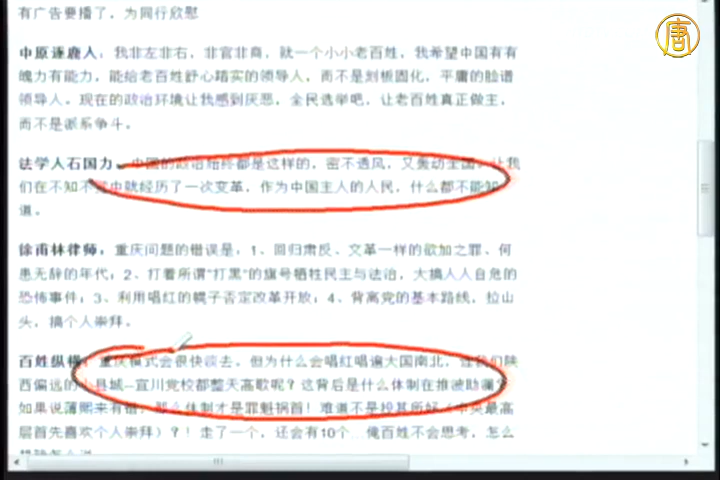 唐
有广告要播了，为同行欣慰
中原逐鹿人：我非左非右，非官非商，就一个小小老百姓，我希望中国有有
魄力有能力，能给老百姓舒心踏实的领导人，而不是刻板固化，平庸的脸谱
领导人。现在的政治环境让我感到厌恶，全民选举吧，让老百姓真正做主，
而不是派系争斗。
法学人石国力：中国的政治始终都是这样的，密不透风，又轰动全国，让我
们在不知不觉中就经历了一次变革，作为中国主人的人民，什么都不能知
道。
徐甫林律师：重庆问题的错误是：1、回归肃反、文革一样的欲加之罪、何
患无辞的年代；2、打着所谓“打黑”的旗号牺牲民主与法治，大搞人人自危的
恐怖事件；3、利用唱红的幌子否定改革开放；4、背离党的基本路线，拉山
头，搞个人崇拜。
百姓纵横：重庆模式会很快谈去，但为什么会唱红唱遍大国南北，连我们陕
西偏远的小县城--宜川党校都整天高歌呢？这背后是什么体制在推波助澜？
如果说薄熙来有错，那么体制才是罪魁祸首！难道不是投其所好（中央最高
层首先喜欢个人崇拜）？！走了一个，还会有10个...俺百姓不会思考，怎么